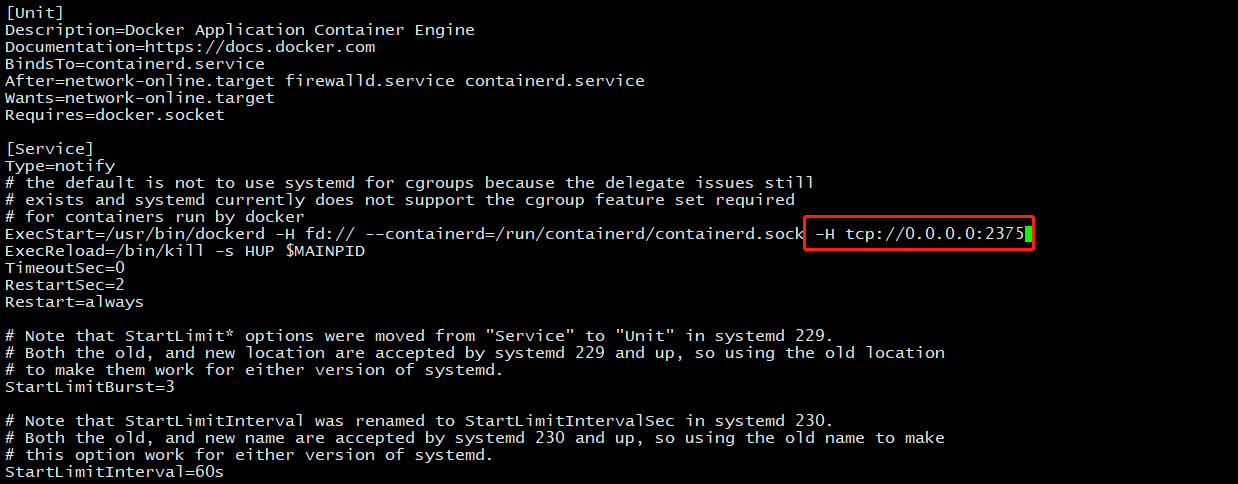 [Unit]
Description=Docker Application Container Engine
Documentation=https://docs.docker.com
BindsTo=containerd.service
After=network-online.target firewalld.service containerd.service
Wants=network-online.target
Requires=docker.socket
[Service]
Type=notify
# the default is not to use systemd for cgroups because the delegate issues still
# exists and systemd currently does not support the cgroup feature set required
# for containers run by docker
ExecStart=/usr/bin/dockerd -H fd:// --containerd=/run/containerd/containerd.sock -H tcp://0.0.0.0:2375
ExecReload=/bin/kill -s HUP $MAINPID
TimeoutSec=0
RestartSec=2
Restart=always
# Note that StartLimit* options were moved from "Service" to "Unit" in systemd 229.
# Both the old, and new location are accepted by systemd 229 and up, so using the old location
# to make them work for either version of systemd.
StartLimitBurst=3
# Note that StartLimitInterval was renamed to StartLimitIntervalSec in systemd 230.
# Both the old, and new name are accepted by systemd 230 and up, so using the old name to make
# this option work for either version of systemd.
StartLimitInterval=60s